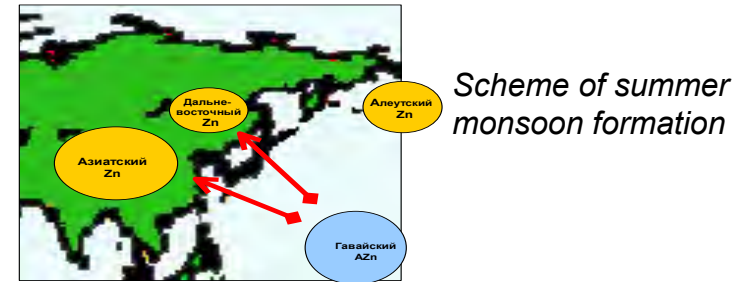 Дальне-
восточный
Zn
Алеутский
Zn
Scheme of summer
monsoon formation
Азиатский
Zn
Гавайский
AZn